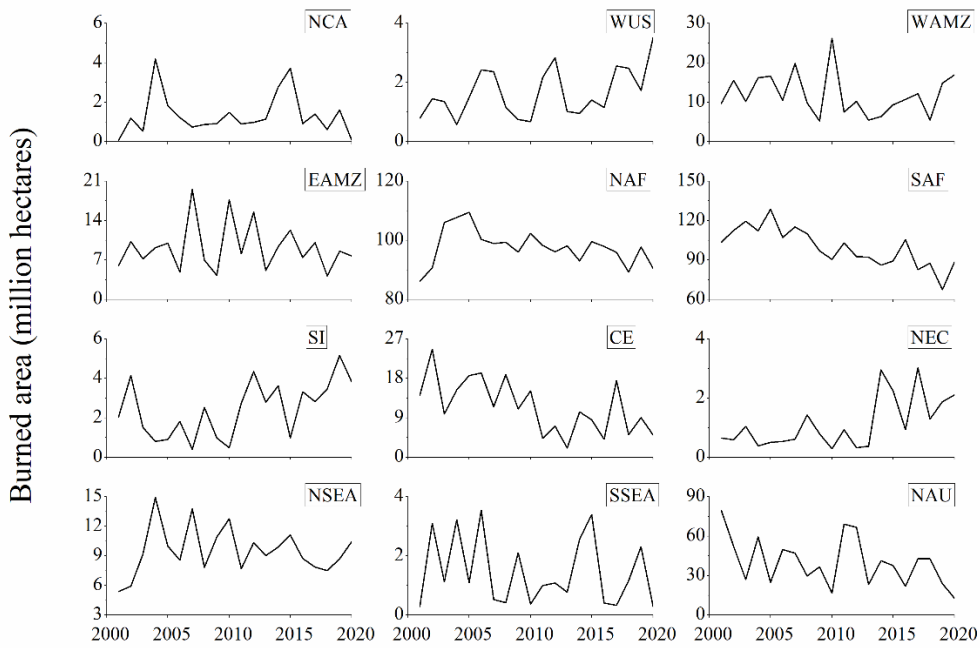 Burned area (million hectares)
6 NCA
4
2
0
4 WUS
2
0
30 WAMZ
20
10
0
21 EAMZ
14
7
0
120 NAF
100
80
150 SAF
120
90
60
6 SI
4
2
0
27 CE
18
9
0
4 NEC
2
0
15 NSEA
12
9
6
3
4 SSEA
2
0
90 NAU
60
30
0
2000 2005 2010 2015 2020
2000 2005 2010 2015 2020
2000 2005 2010 2015 2020